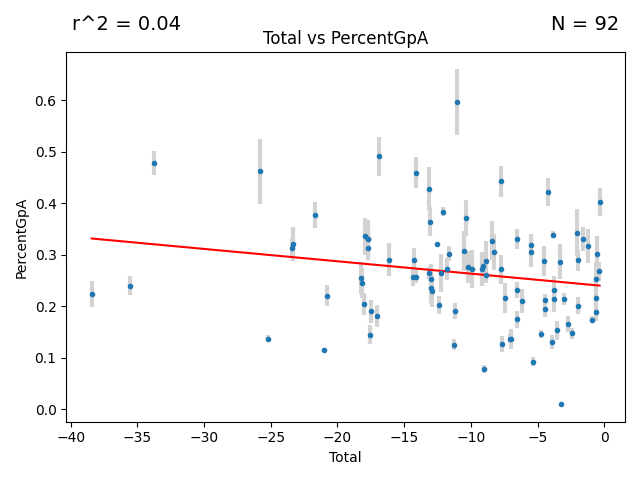 r^2 = 0.04
N = 92
Total vs PercentGpA
PercentGpA
0.6
0.5
0.4
0.3
0.2
0.1
0.0
−40 −35 −30 −25 −20 −15 −10 −5 0
Total